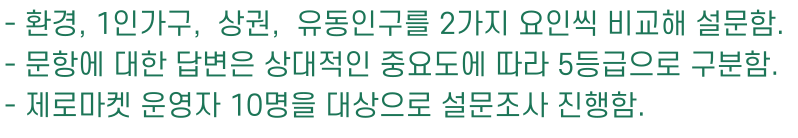 - 환경, 1인가구, 상권, 유동인구를 2가지 요인씩 비교해 설문함.
- 문항에 대한 답변은 상대적인 중요도에 따라 5등급으로 구분함.
- 제로마켓 운영자 10명을 대상으로 설문조사 진행함.